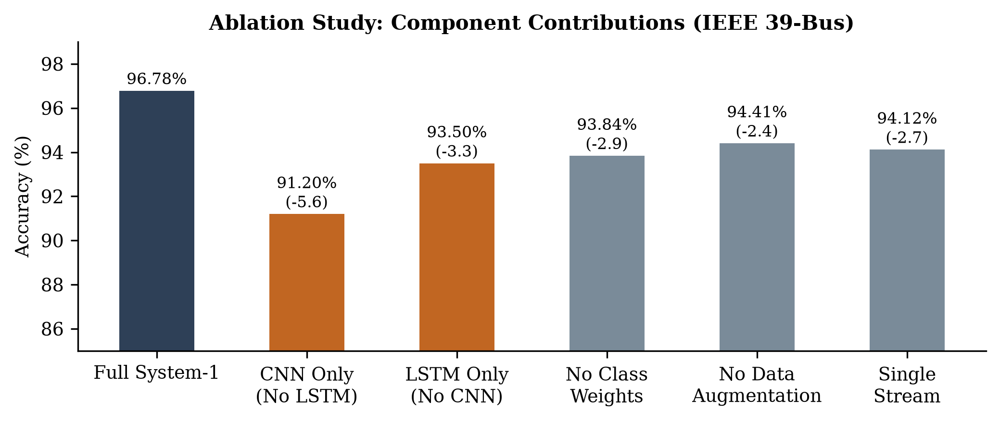 Ablation Study: Component Contributions (IEEE 39-Bus)
Accuracy (%)
98
96
94
92
90
88
86
96.78%
91.20%
(-5.6)
93.50%
(-3.3)
93.84%
(-2.9)
94.41%
(-2.4)
94.12%
(-2.7)
Full System-1
CNN Only
(No LSTM)
LSTM Only
(No CNN)
No Class
Weights
No Data
Augmentation
Single
Stream